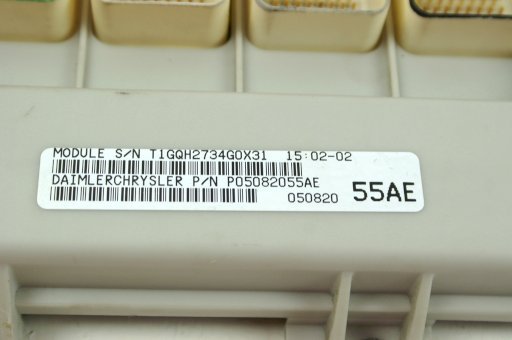 MODULE S/N T1GQH2734G0X31 15:02-02
DAIMLERCHRYSLER P/N P05082055AE
050820 55AE